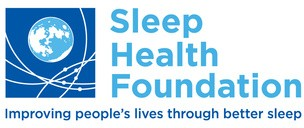 Sleep
Health
Foundation
Improving people's lives through better sleep